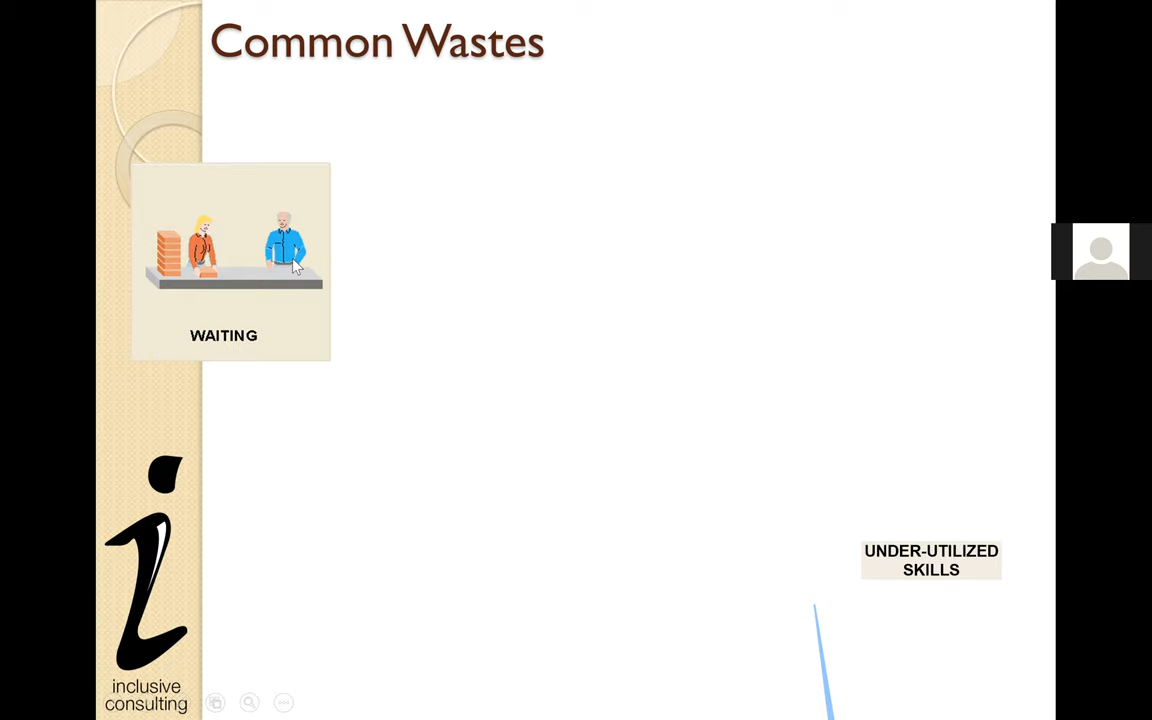 Common Wastes
WAITING
UNDER-UTILIZED
SKILLS
inclusive
consulting